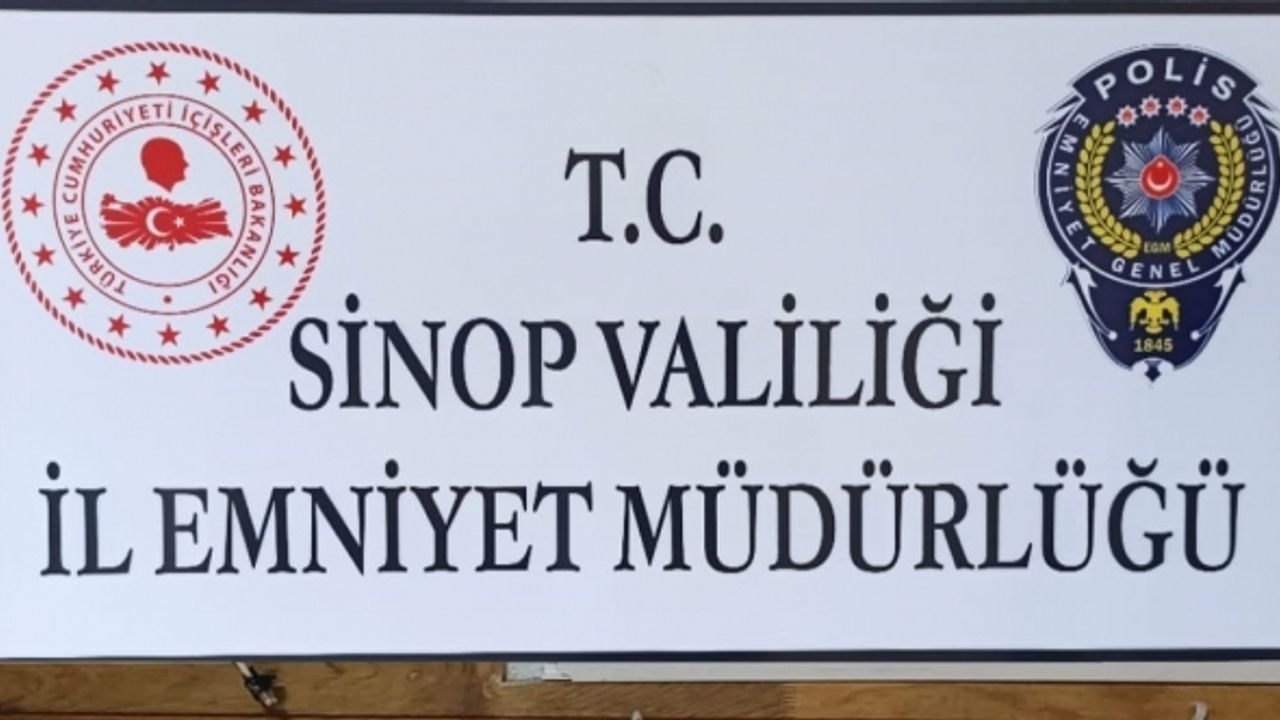 TÜRKİYE CUMHURİYETİ İÇİŞLERİ BAKANLIĞI
T.C.
SİNOP VALİLİĞİ
İL EMNİYET MÜDÜRLÜĞÜ
POLİS
EMNİYET GENEL MÜDÜRLÜĞÜ
EGM
1845